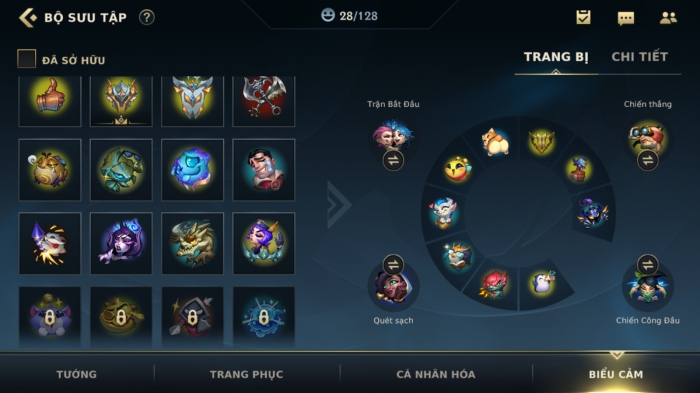 BỘ SƯU TẬP ?
28/128
ĐÃ SỞ HỮU
TRANG BỊ
CHI TIẾT
Trận Bắt Đầu
Chiến thắng
Quét sạch
Chiến Công Đầu
TƯỚNG
TRANG PHỤC
CÁ NHÂN HÓA
BIỂU CẢM